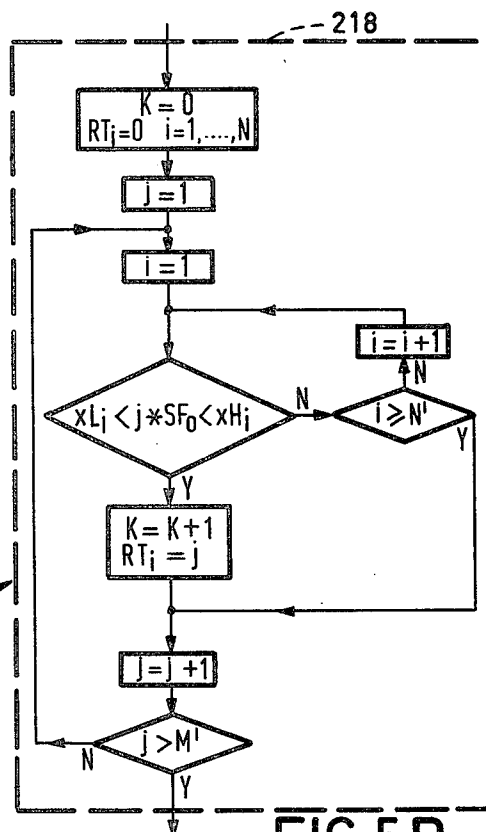 218
K = 0
RTi=0 i=1,....,N
j=1
i=1
i=i+1
N
xLi < j*SF0 < xHi
N
i ⩾ N'
Y
Y
K = K+1
RTi = j
j=j+1
j > M'
N
Y
FIG.5B